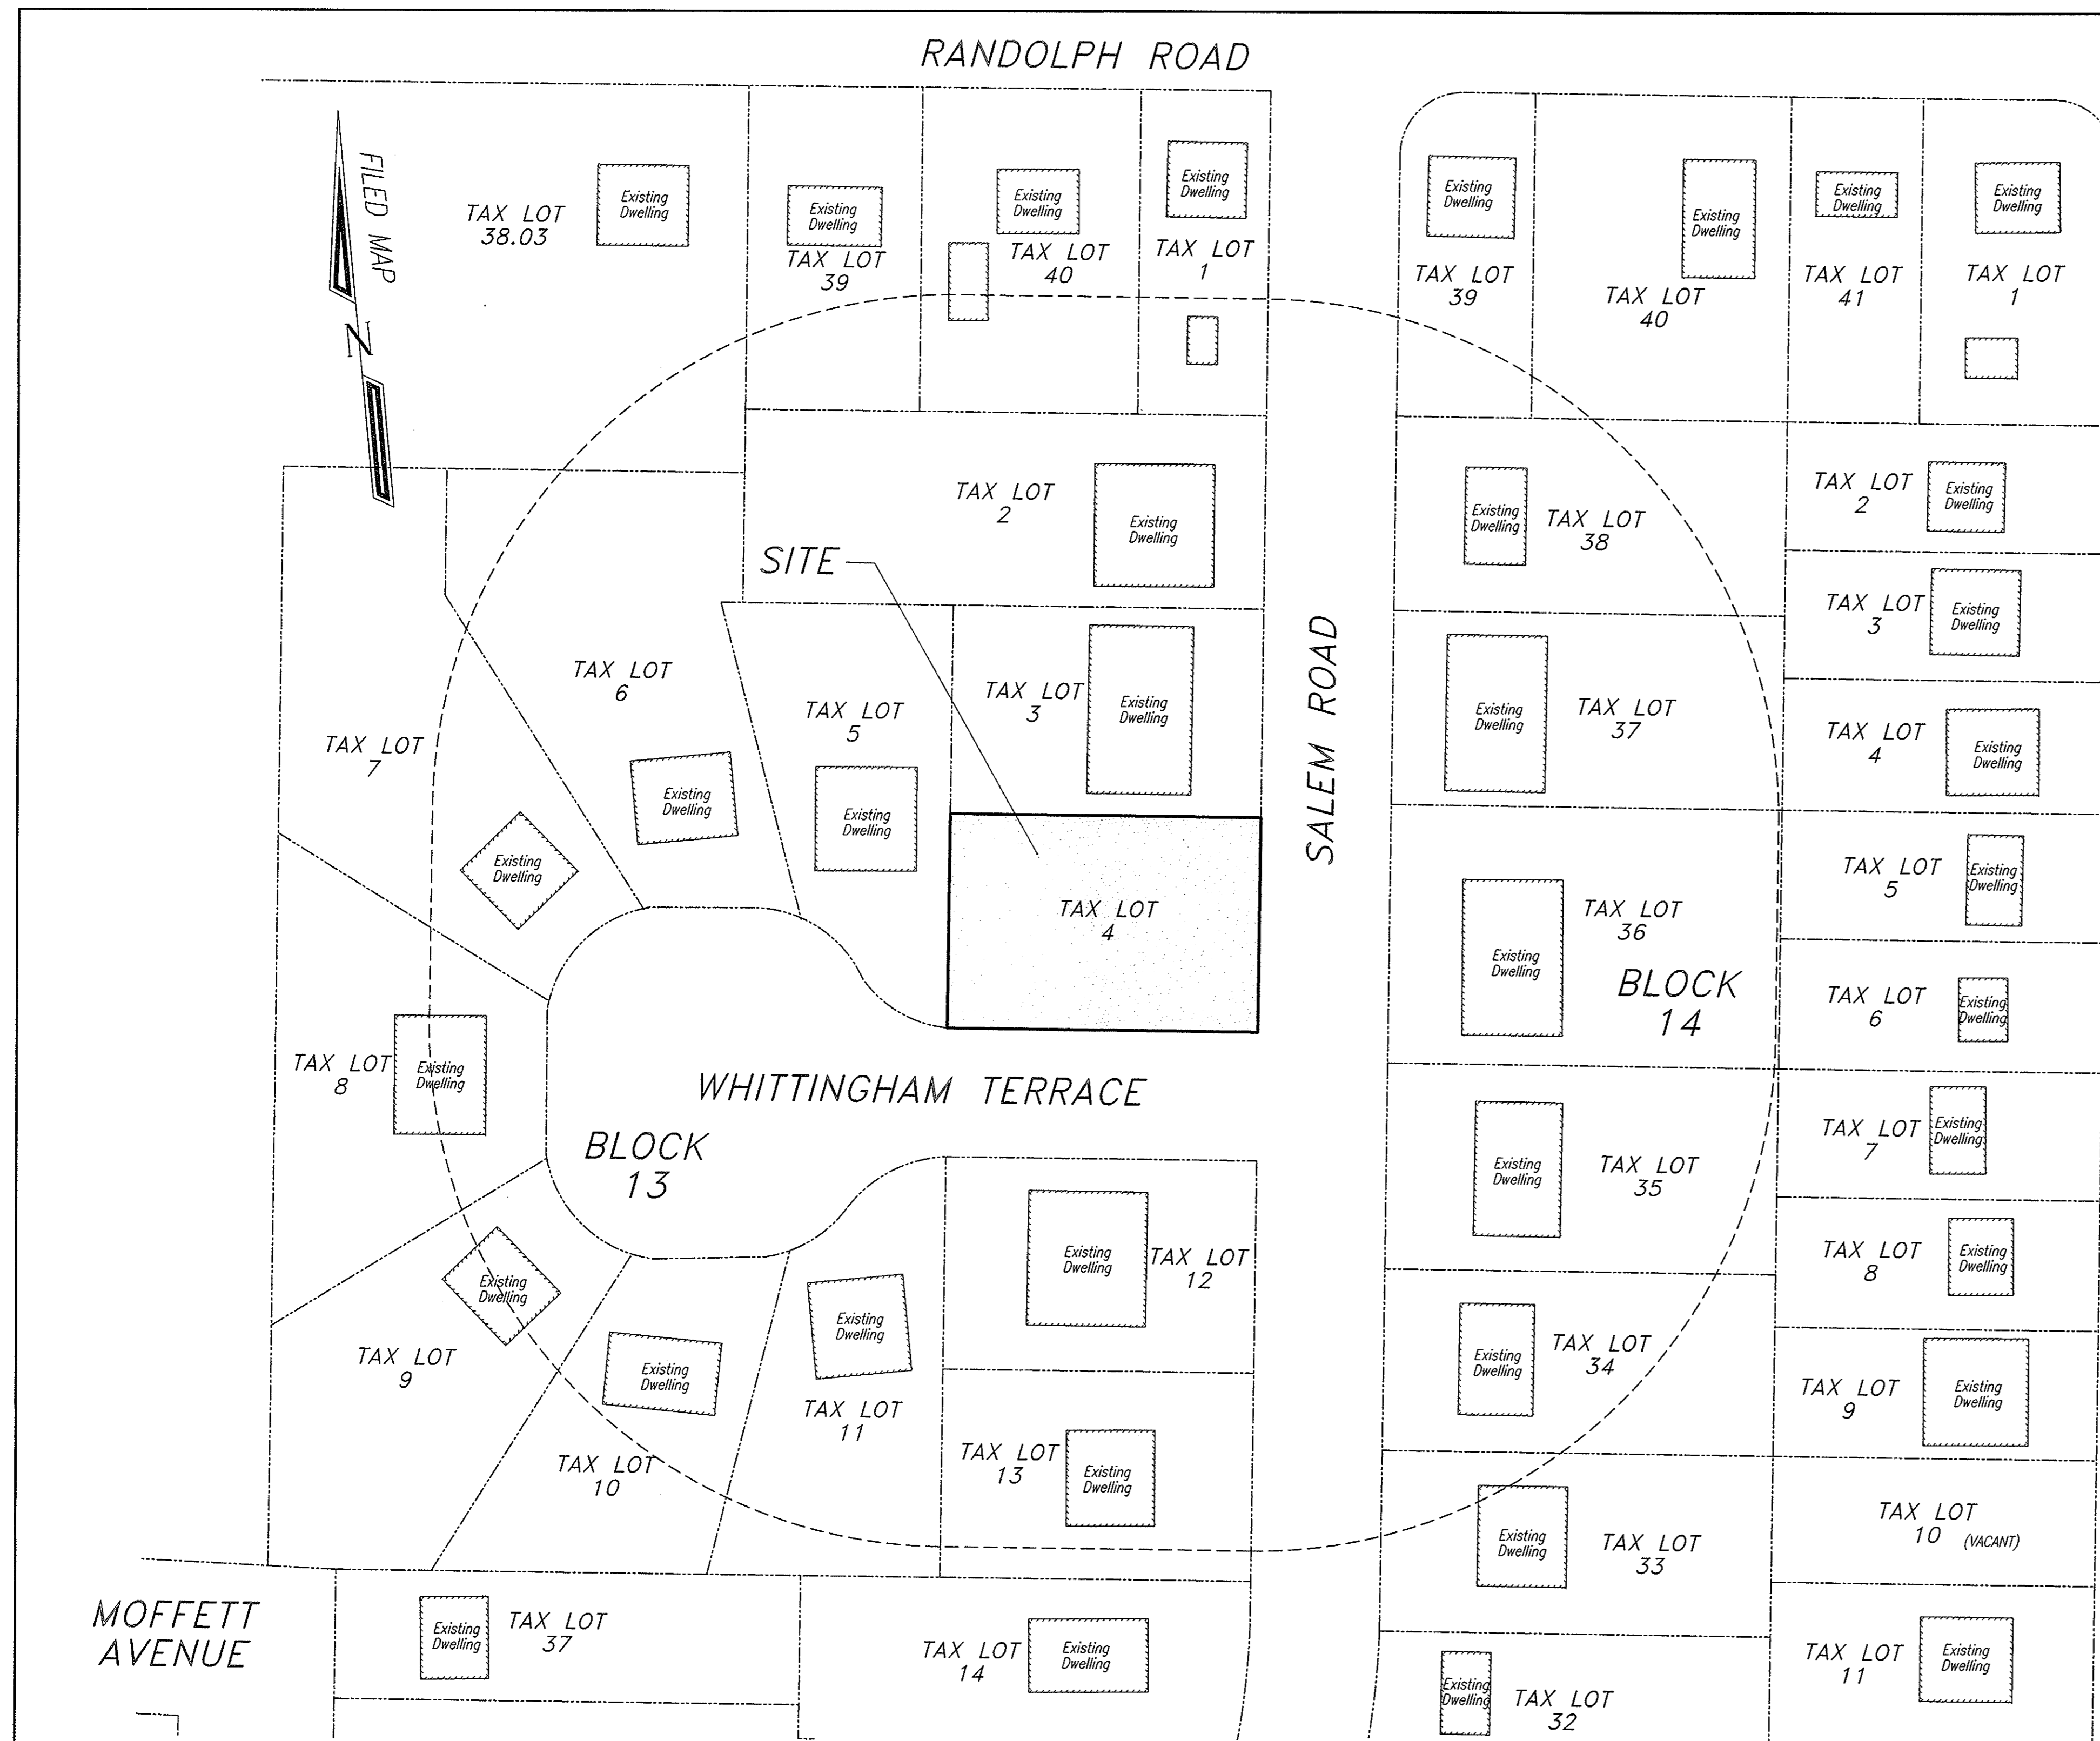 RANDOLPH ROAD
FILED MAP
N
TAX LOT
38.03
Existing
Dwelling
Existing
Dwelling
TAX LOT
39
Existing
Dwelling
TAX LOT
40
Existing
Dwelling
TAX LOT
1
Existing
Dwelling
TAX LOT
39
Existing
Dwelling
TAX LOT
40
Existing
Dwelling
TAX LOT
41
Existing
Dwelling
TAX LOT
1
TAX LOT
2
Existing
Dwelling
Existing
Dwelling
TAX LOT
38
TAX LOT
2
Existing
Dwelling
SITE
TAX LOT
3
Existing
Dwelling
TAX LOT
6
Existing
Dwelling
TAX LOT
5
Existing
Dwelling
TAX LOT
3
Existing
Dwelling
SALEM ROAD
Existing
Dwelling
TAX LOT
37
TAX LOT
4
Existing
Dwelling
TAX LOT
7
Existing
Dwelling
TAX LOT
4
TAX LOT
36
Existing
Dwelling
BLOCK
14
TAX LOT
5
Existing
Dwelling
TAX LOT
6
Existing
Dwelling
TAX LOT
8
Existing
Dwelling
WHITTINGHAM TERRACE
BLOCK
13
Existing
Dwelling
TAX LOT
35
TAX LOT
7
Existing
Dwelling
TAX LOT
8
Existing
Dwelling
Existing
Dwelling
TAX LOT
12
Existing
Dwelling
TAX LOT
9
Existing
Dwelling
TAX LOT
10
Existing
Dwelling
TAX LOT
11
Existing
Dwelling
TAX LOT
34
TAX LOT
9
Existing
Dwelling
TAX LOT
13
Existing
Dwelling
Existing
Dwelling
TAX LOT
33
TAX LOT
10 (VACANT)
MOFFETT
AVENUE
Existing
Dwelling
TAX LOT
37
TAX LOT
14
Existing
Dwelling
Existing
Dwelling
TAX LOT
32
TAX LOT
11
Existing
Dwelling